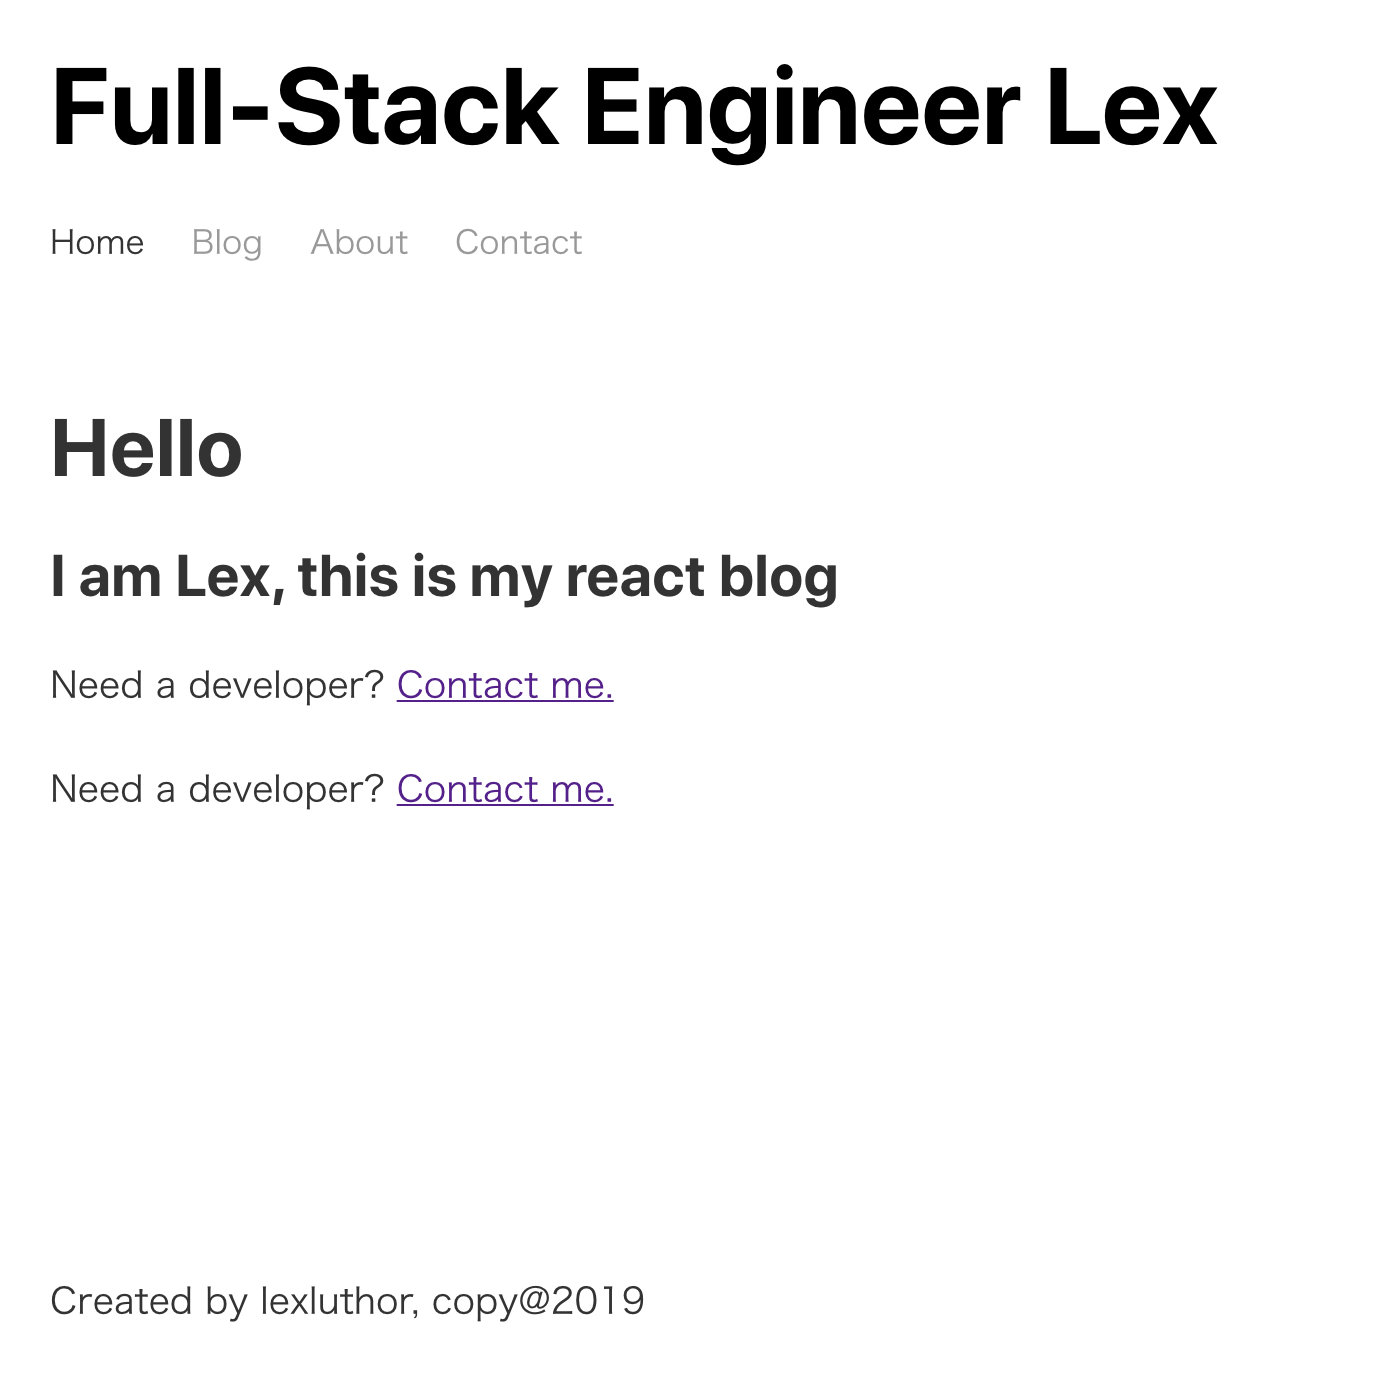 Full-Stack Engineer Lex
Home Blog About Contact
Hello
I am Lex, this is my react blog
Need a developer? Contact me.
Need a developer? Contact me.
Created by lexluthor, copy@2019